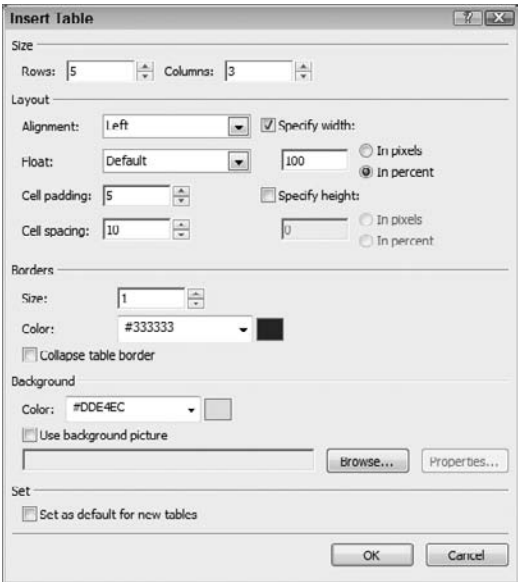 Insert Table
Size
Rows: 5 Columns: 3
Layout
Alignment: Left Specify width:
Float: Default 100 In pixels
In percent
Cell padding: 5 Specify height:
Cell spacing: 10 0 In pixels
In percent
Borders
Size: 1
Color: #333333
Collapse table border
Background
Color: #DDE4EC
Use background picture
Browse... Properties...
Set
Set as default for new tables
OK Cancel